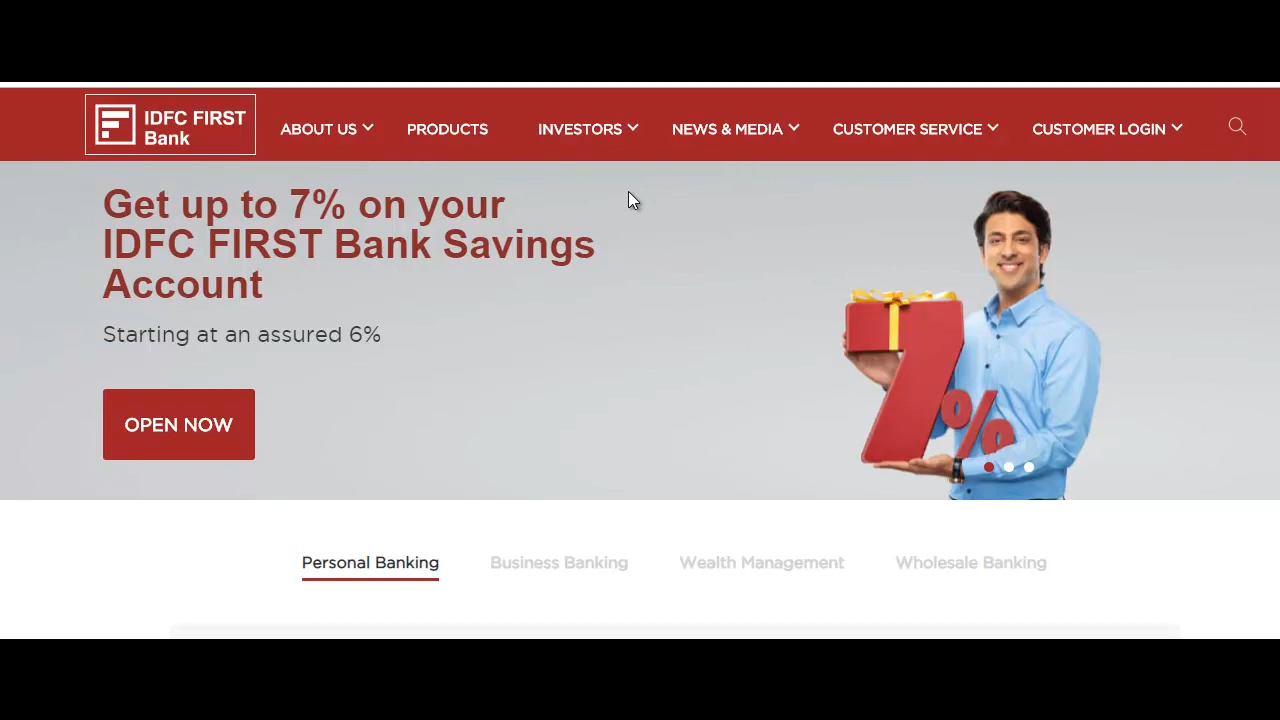 IDFC FIRST
Bank
ABOUT US
PRODUCTS
INVESTORS
NEWS & MEDIA
CUSTOMER SERVICE
CUSTOMER LOGIN
Get up to 7% on your
IDFC FIRST Bank Savings
Account
Starting at an assured 6%
OPEN NOW
7%
Personal Banking
Business Banking
Wealth Management
Wholesale Banking